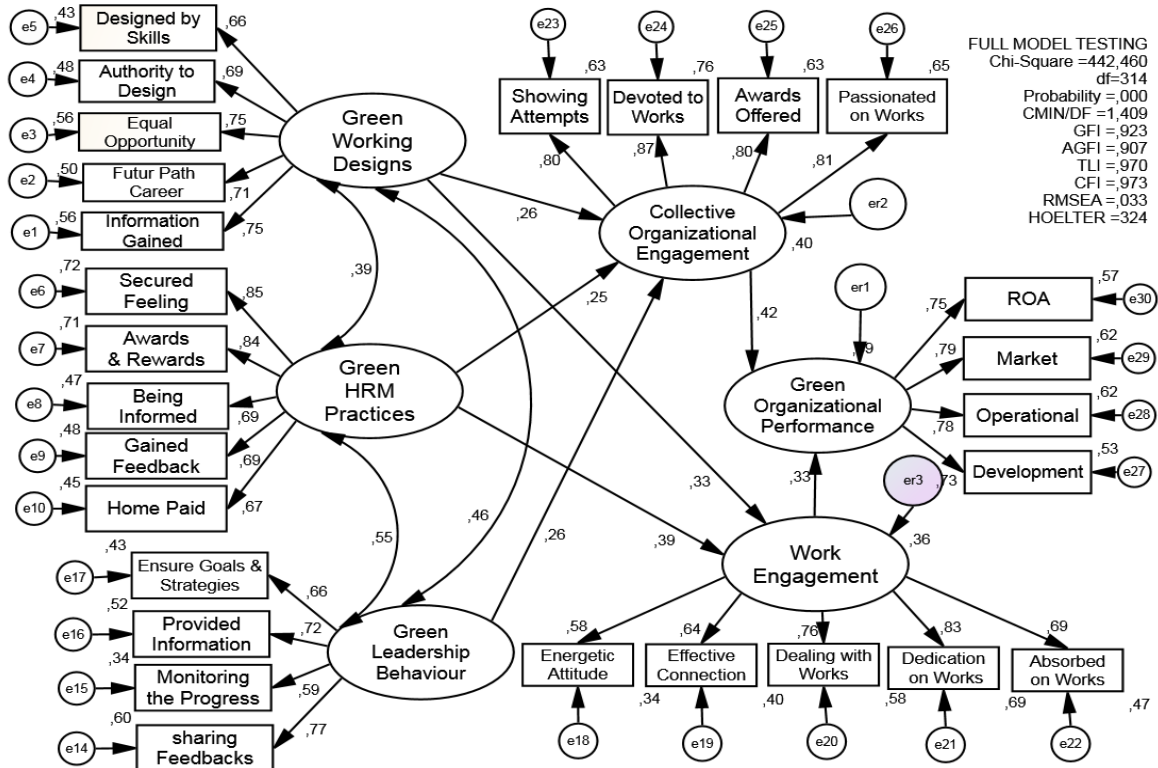 e5
,43
Designed by
Skills
,66
e4
,48
Authority to
Design
,69
e3
,56
Equal
Opportunity
,75
e2
,50
Futur Path
Career
,71
e1
,56
Information
Gained
,75
Green
Working
Designs
e6
,72
Secured
Feeling
,85
e7
,71
Awards
& Rewards
,84
e8
,47
Being
Informed
,69
e9
,48
Gained
Feedback
,69
e10
,45
Home Paid
,67
Green
HRM
Practices
e17
,43
Ensure Goals &
Strategies
,66
e16
,52
Provided
Information
,72
e15
,34
Monitoring
the Progress
,59
e14
,60
sharing
Feedbacks
,77
Green
Leadership
Behaviour
,39
,46
,55
,26
,25
,26
,33
,39
e23
e24
e25
e26
,63
,76
,63
,65
Showing
Attempts
Devoted to
Works
Awards
Offered
Passionated
on Works
,80
,87
,80
,81
Collective
Organizational
Engagement
er2
,40
,42
,33
er1
Green
Organizational
Performance
,75
ROA
,57
e30
,79
Market
,62
e29
,78
Operational
,62
e28
,73
Development
,53
e27
er3
,36
Work
Engagement
,58
,64
,76
,83
,69
Energetic
Attitude
Effective
Connection
Dealing with
Works
Dedication
on Works
Absorbed
on Works
,34
,40
,58
,69
,47
e18
e19
e20
e21
e22
FULL MODEL TESTING
Chi-Square =442,460
df=314
Probability =,000
CMIN/DF =1,409
GFI =,923
AGFI =,907
TLI =,970
CFI =,973
RMSEA =,033
HOELTER =324